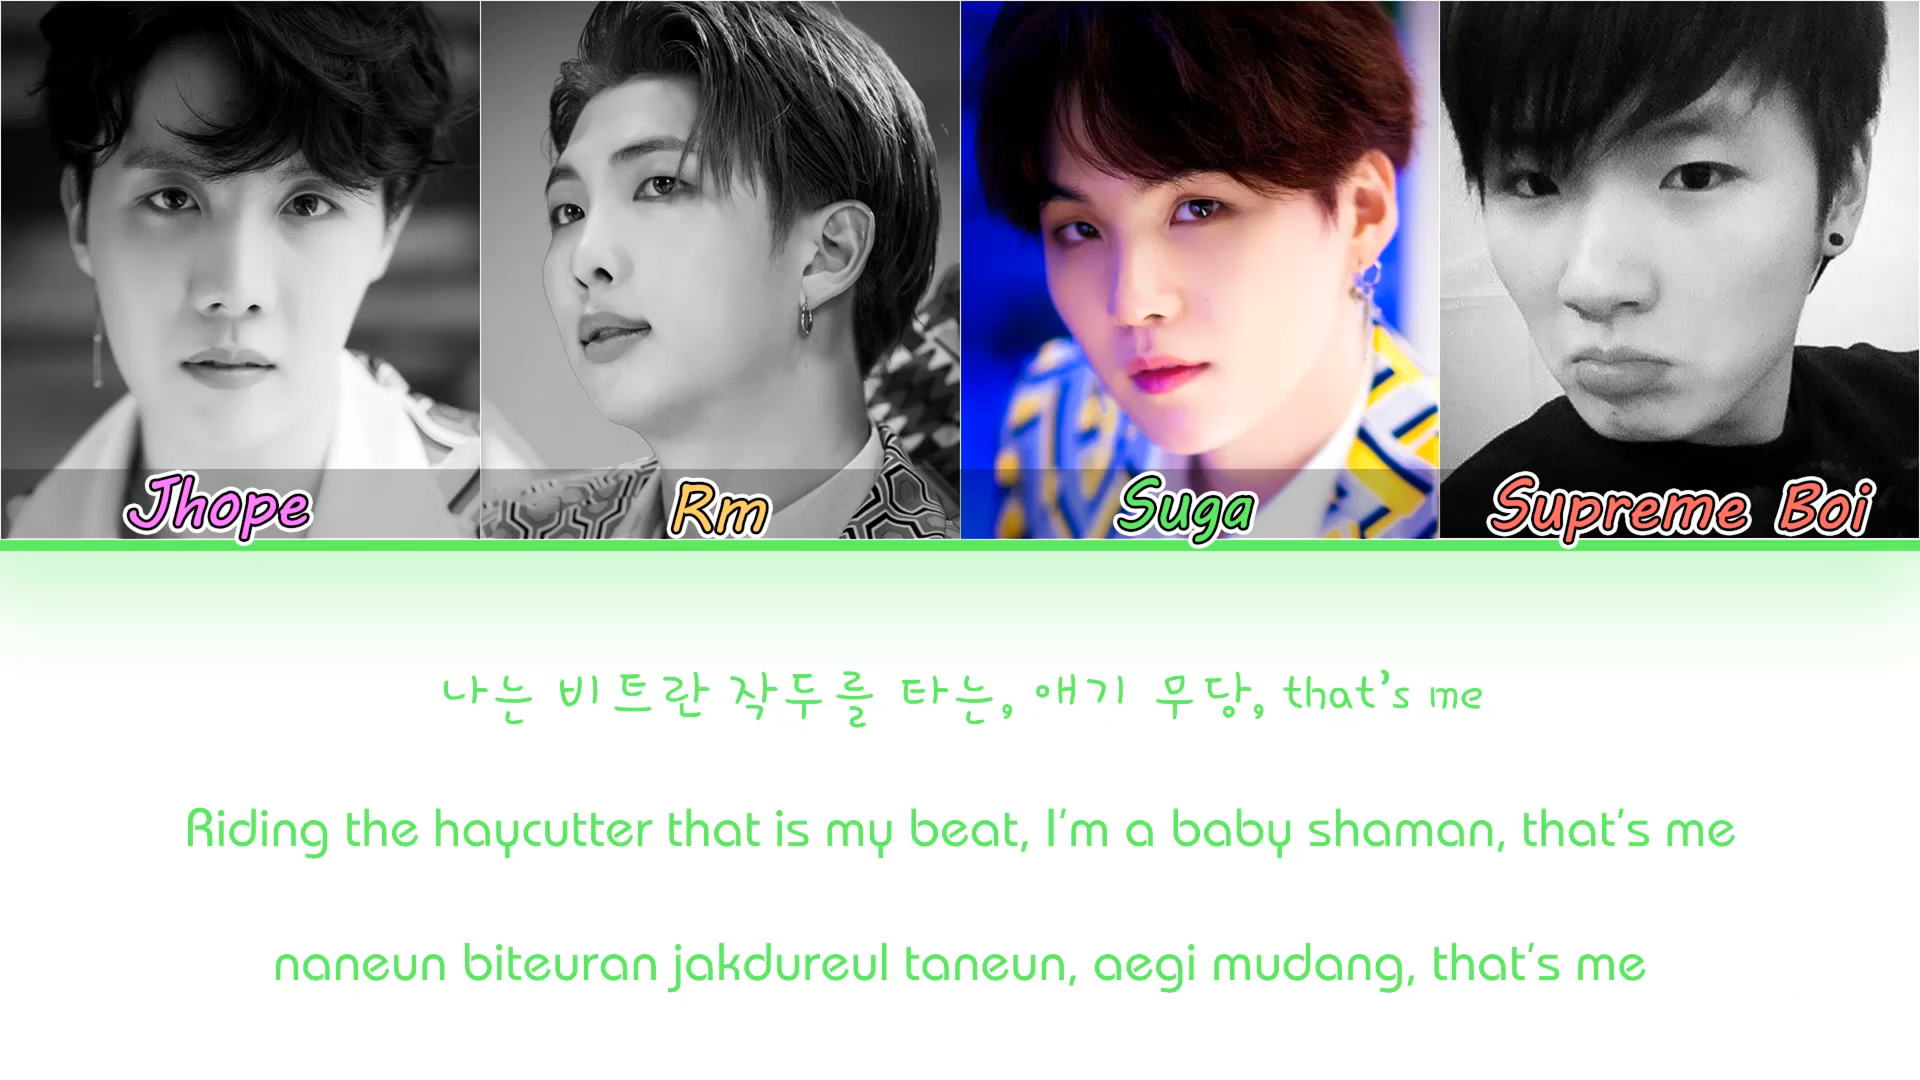 Jhope
Rm
Suga
Supreme Boi
나는 비트란 작두를 타는, 애기 무당, that's me
Riding the haycutter that is my beat, I'm a baby shaman, that's me
naneun biteuran jakdureul taneun, aegi mudang, that's me